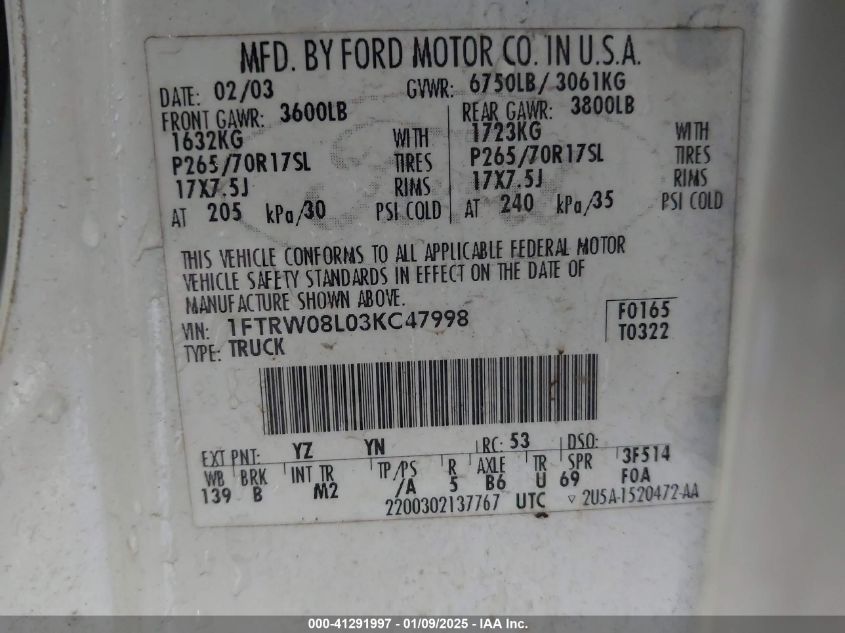 MFD. BY FORD MOTOR CO. IN U.S.A.
DATE: 02/03 GVWR: 6750LB/ 3061KG
FRONT GAWR: 3600LB REAR GAWR: 3800LB
1632KG WITH 1723KG WITH
P265/70R17SL TIRES P265/70R17SL TIRES
17X7.5J RIMS 17X7.5J RIMS
AT 205 kPa/30 PSI COLD AT 240 kPa/35 PSI COLD
THIS VEHICLE CONFORMS TO ALL APPLICABLE FEDERAL MOTOR
VEHICLE SAFETY STANDARDS IN EFFECT ON THE DATE OF
MANUFACTURE SHOWN ABOVE.
VIN: 1FTRW08L03KC47998 F0165
TYPE: TRUCK T0322
EXT PNT: YZ YN RC: 53 DSO: 3F514
WB BRK INT TR TP/PS R AXLE TR SPR F0A
139 B M2 /A 5 B6 U 69
2200302137767 UTC ▽ 2U5A-1520472-AA
000-41291997 - 01/09/2025 - IAA Inc.